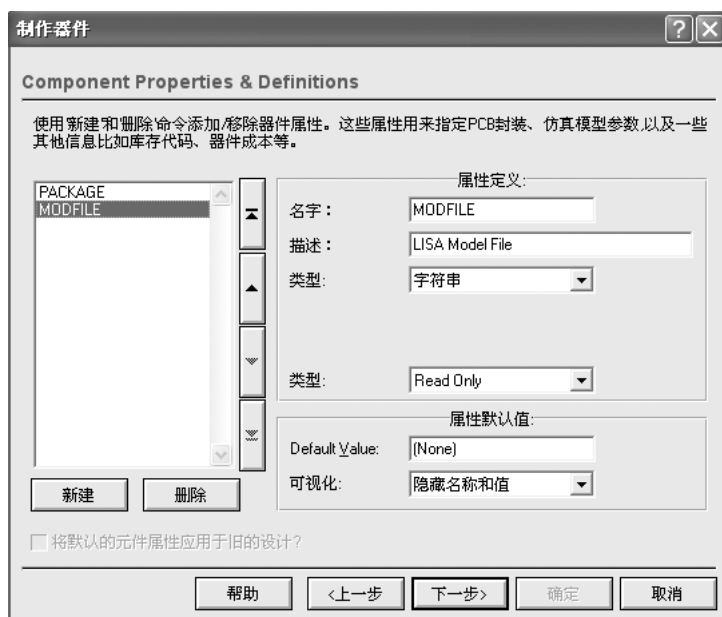 制作器件
Component Properties & Definitions
使用'新建'和'删除'命令添加/移除器件属性。这些属性用来指定PCB封装、仿真模型参数,以及一些
其他信息比如库存代码、器件成本等。
PACKAGE
MODFILE
新建
删除
属性定义:
名字：
MODFILE
描述：
LISA Model File
类型:
字符串
类型:
Read Only
属性默认值:
Default Value:
(None)
可视化:
隐藏名称和值
将默认的元件属性应用于旧的设计?
帮助
<上一步
下一步>
确定
取消